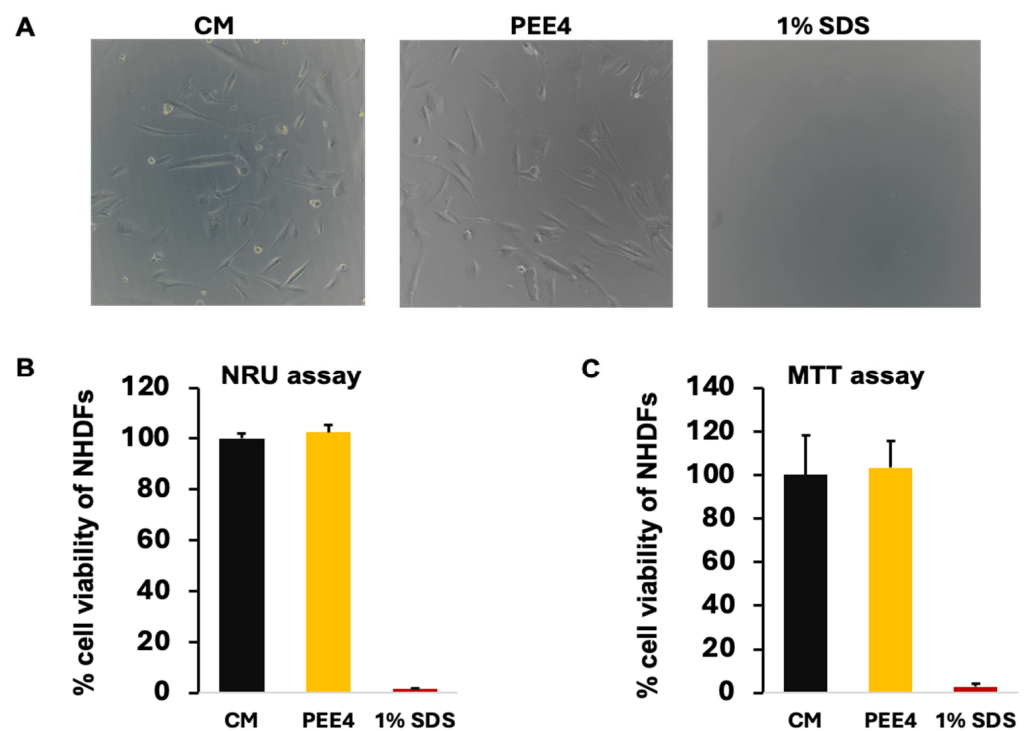 A
CM
PEE4
1% SDS
B
NRU assay
% cell viability of NHDFs
120
100
80
60
40
20
0
CM
PEE4
1% SDS
C
MTT assay
% cell viability of NHDFs
140
120
100
80
60
40
20
0
CM
PEE4
1% SDS